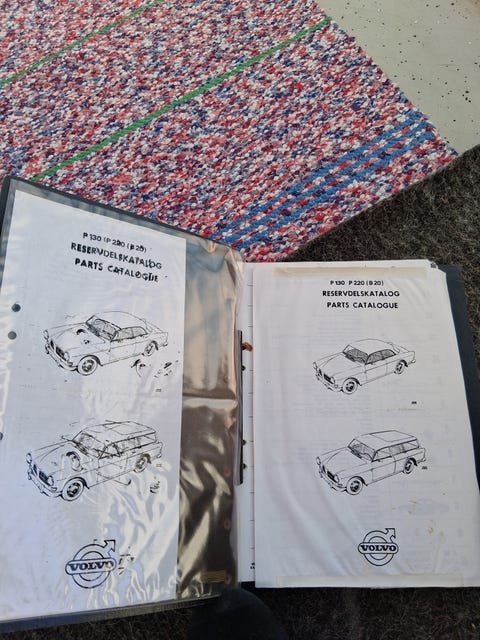 P 130 (P 220 (B 20)
RESERVDELSKATALOG
PARTS CATALOGUE
VOLVO
P 130 P 220 (B 20)
RESERVDELSKATALOG
PARTS CATALOGUE
VOLVO